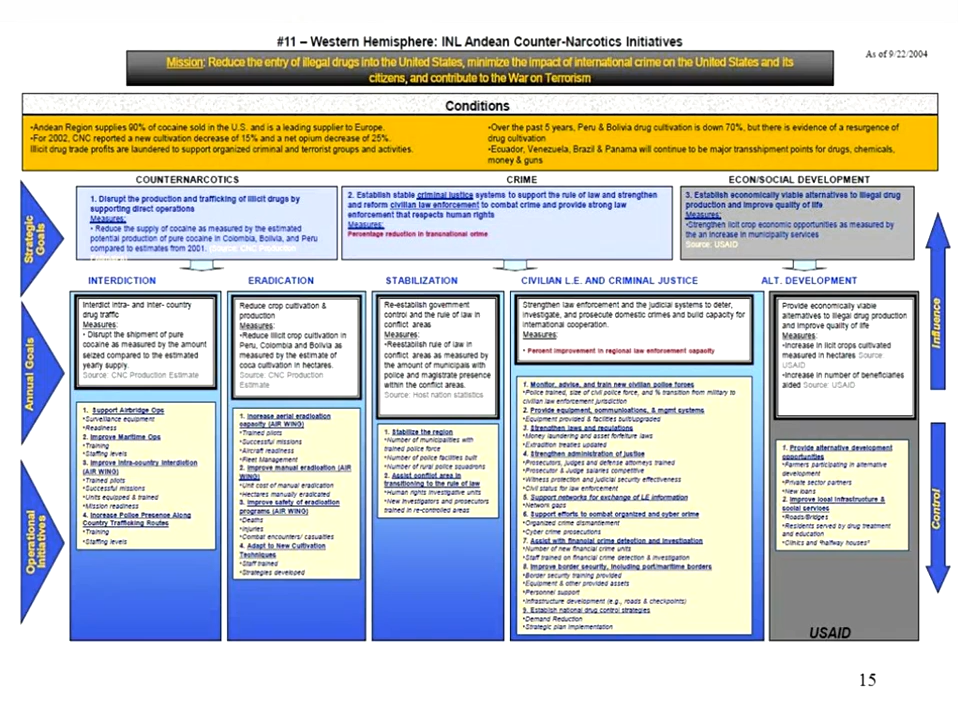 #11 – Western Hemisphere: INL Andean Counter-Narcotics Initiatives
As of 9/22/2004
Mission: Reduce the entry of illegal drugs into the United States, minimize the impact of international crime on the United States and its
citizens, and contribute to the War on Terrorism
Conditions
•Andean Region supplies 90% of cocaine sold in the U.S. and is a leading supplier to Europe.
•For 2002, CNC reported a new cultivation decrease of 15% and a net opium decrease of 25%.
Illicit drug trade profits are laundered to support organized criminal and terrorist groups and activities.
•Over the past 5 years, Peru & Bolivia drug cultivation is down 70%, but there is evidence of a resurgence of
drug cultivation
•Ecuador, Venezuela, Brazil & Panama will continue to be major transshipment points for drugs, chemicals,
money & guns
Strategic
Goals
COUNTERNARCOTICS
1. Disrupt the production and trafficking of illicit drugs by
supporting direct operations
Measures:
• Reduce the supply of cocaine as measured by the estimated
potential production of pure cocaine in Colombia, Bolivia, and Peru
compared to estimates from 2001. (Source: CNC Production
Estimate)
CRIME
2. Establish stable criminal justice systems to support the rule of law and strengthen
and reform civilian law enforcement to combat crime and provide strong law
enforcement that respects human rights
Measures:
Percentage reduction in transnational crime
ECON/SOCIAL DEVELOPMENT
3. Establish economically viable alternatives to illegal drug
production and improve quality of life
Measures:
•Strengthen licit crop economic opportunities as measured by
the an increase in municipality services
Source: USAID
Annual Goals
Operational
Initiatives
INTERDICTION
Interdict intra- and inter- country
drug traffic
Measures:
• Disrupt the shipment of pure
cocaine as measured by the amount
seized compared to the estimated
yearly supply.
Source: CNC Production Estimate
1. Support Airbridge Ops
•Surveillance equipment
•Readiness
2. Improve Maritime Ops
•Training
•Staffing levels
3. Improve intra-country interdiction
(AIR WING)
•Trained pilots
•Successful missions
•Units equipped & trained
•Mission readiness
4. Increase Police Presence Along
Country Trafficking Routes
•Training
•Staffing levels
ERADICATION
Reduce crop cultivation &
production
Measures:
•Reduce illicit crop cultivation in
Peru, Colombia and Bolivia as
measured by the estimate of
coca cultivation in hectares.
Source: CNC Production
Estimate
1. Increase aerial eradication
capacity (AIR WING)
•Trained pilots
•Successful missions
•Aircraft readiness
•Fleet Management
2. Improve manual eradication (AIR
WING)
•Unit cost of manual eradication
•Hectares manually eradicated
3. Improve safety of eradication
programs (AIR WING)
•Deaths
•Injuries
•Combat encounters/ casualties
4. Adapt to New Cultivation
Techniques
•Staff trained
•Strategies developed
STABILIZATION
Re-establish government
control and the rule of law in
conflict areas
Measures:
•Reestablish rule of law in
conflict areas as measured by
the amount of municipals with
police and magistrate presence
within the conflict areas.
Source: Host nation statistics
1. Stabilize the region
•Number of municipalities with
trained police force
•Number of police facilities built
•Number of rural police squadrons
2. Assist conflict area in
transitioning to the rule of law
•Human rights investigative units
•New investigators and prosecutors
trained in re-controlled areas
CIVILIAN L.E. AND CRIMINAL JUSTICE
Strengthen law enforcement and the judicial systems to deter,
investigate, and prosecute domestic crimes and build capacity for
international cooperation.
Measures:
• Percent improvement in regional law enforcement capacity
1. Monitor, advise, and train new civilian police forces
•Police trained, size of civil police force, and % transition from military to
civilian law enforcement jurisdiction
2. Provide equipment, communications, & mgmt systems
•Equipment provided & facilities built/upgraded
3. Strengthen laws and regulations
•Money laundering and asset forfeiture laws
•Extradition treaties updated
4. Strengthen administration of justice
•Prosecutors, judges and defense attorneys trained
•Prosecutor & Judge salaries competitive
•Witness protection and judicial security effectiveness
•Civil status for law enforcement
5. Support networks for exchange of LE information
•Network gaps
6. Support efforts to combat organized and cyber crime
•Organized crime dismantlement
•Cyber crime prosecutions
7. Assist with financial crime detection and investigation
•Number of new financial crime units
•Staff trained on financial crime detection & investigation
8. Improve border security, including port/maritime borders
•Border security training provided
•Equipment & other provided assets
•Personnel support
•Infrastructure development (e.g., roads & checkpoints)
9. Establish national drug control strategies
•Demand Reduction
•Strategic plan implementation
ALT. DEVELOPMENT
Provide economically viable
alternatives to illegal drug production
and improve quality of life
Measures:
•Increase in licit crops cultivated
measured in hectares Source:
USAID
•Increase in number of beneficiaries
aided Source: USAID
1. Provide alternative development
opportunities
•Farmers participating in alternative
development
•Private sector partners
•New loans
2. Improve local infrastructure &
social services
•Roads/Bridges
•Residents served by drug treatment
and education
•Clinics and "halfway houses"
USAID
Influence
Control
15